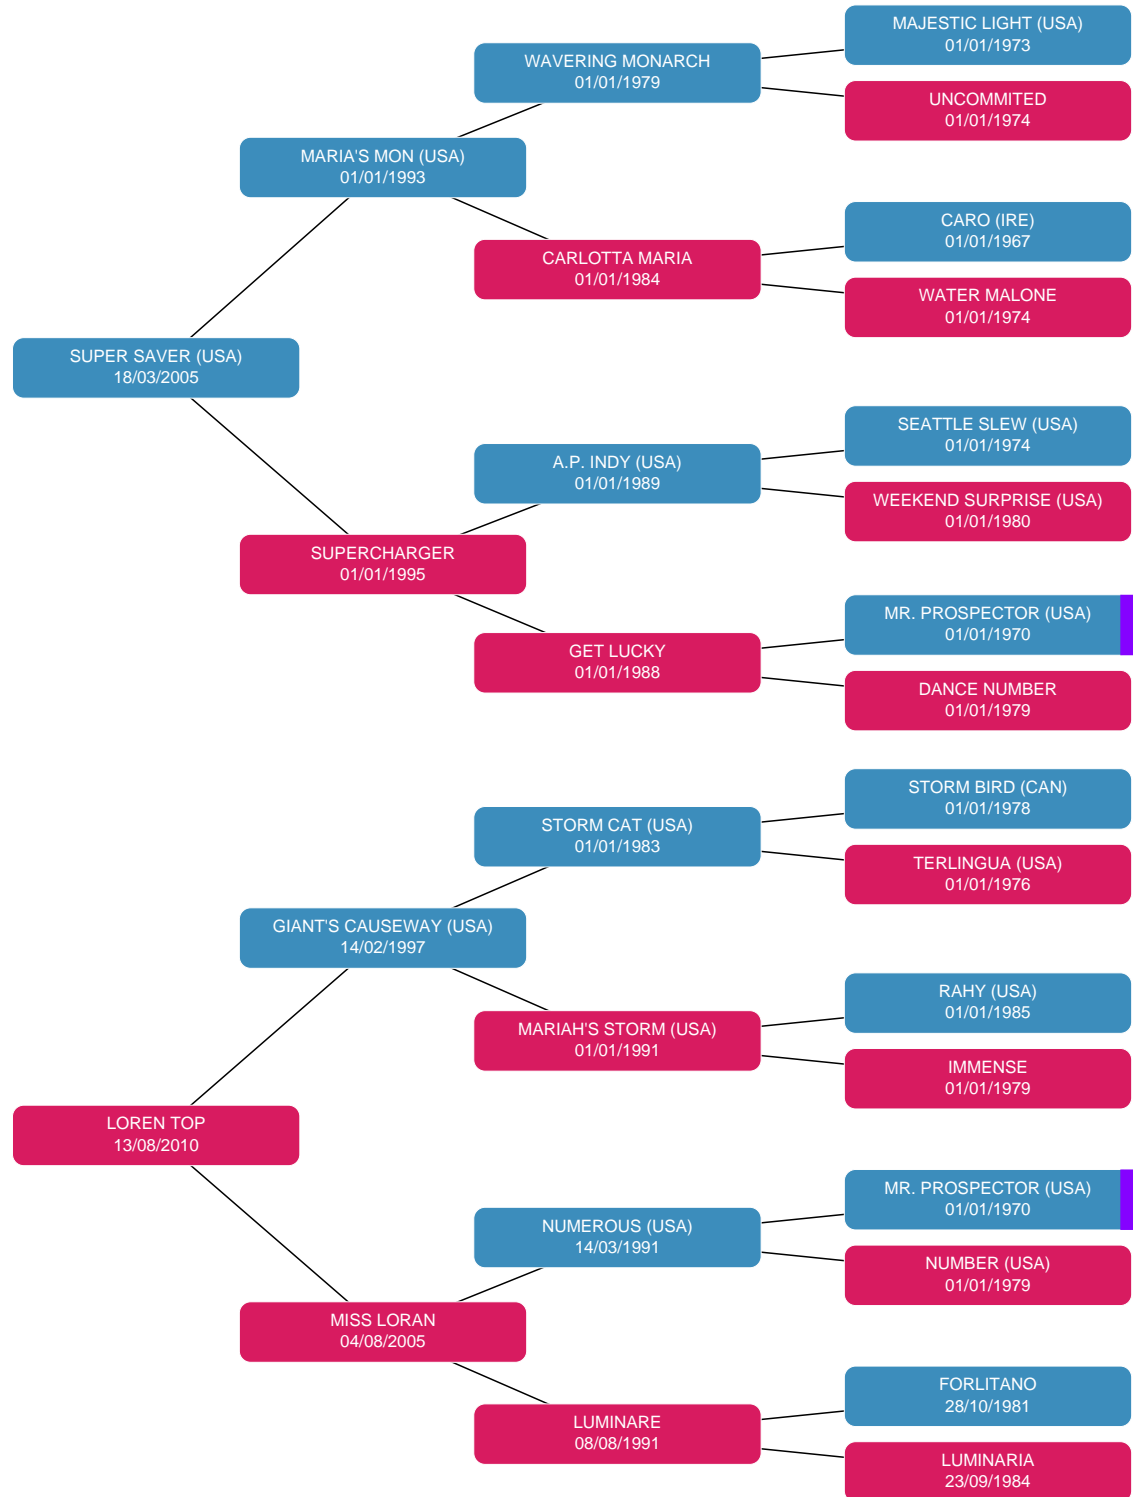 MAJESTIC LIGHT (USA)
01/01/1973
WAVERING MONARCH
01/01/1979
UNCOMMITED
01/01/1974
MARIA'S MON (USA)
01/01/1993
CARO (IRE)
01/01/1967
CARLOTTA MARIA
01/01/1984
WATER MALONE
01/01/1974
SUPER SAVER (USA)
18/03/2005
SEATTLE SLEW (USA)
01/01/1974
A.P. INDY (USA)
01/01/1989
WEEKEND SURPRISE (USA)
01/01/1980
SUPERCHARGER
01/01/1995
MR. PROSPECTOR (USA)
01/01/1970
GET LUCKY
01/01/1988
DANCE NUMBER
01/01/1979
STORM BIRD (CAN)
01/01/1978
STORM CAT (USA)
01/01/1983
TERLINGUA (USA)
01/01/1976
GIANT'S CAUSEWAY (USA)
14/02/1997
RAHY (USA)
01/01/1985
MARIAH'S STORM (USA)
01/01/1991
IMMENSE
01/01/1979
LOREN TOP
13/08/2010
MR. PROSPECTOR (USA)
01/01/1970
NUMEROUS (USA)
14/03/1991
NUMBER (USA)
01/01/1979
MISS LORAN
04/08/2005
FORLITANO
28/10/1981
LUMINARE
08/08/1991
LUMINARIA
23/09/1984